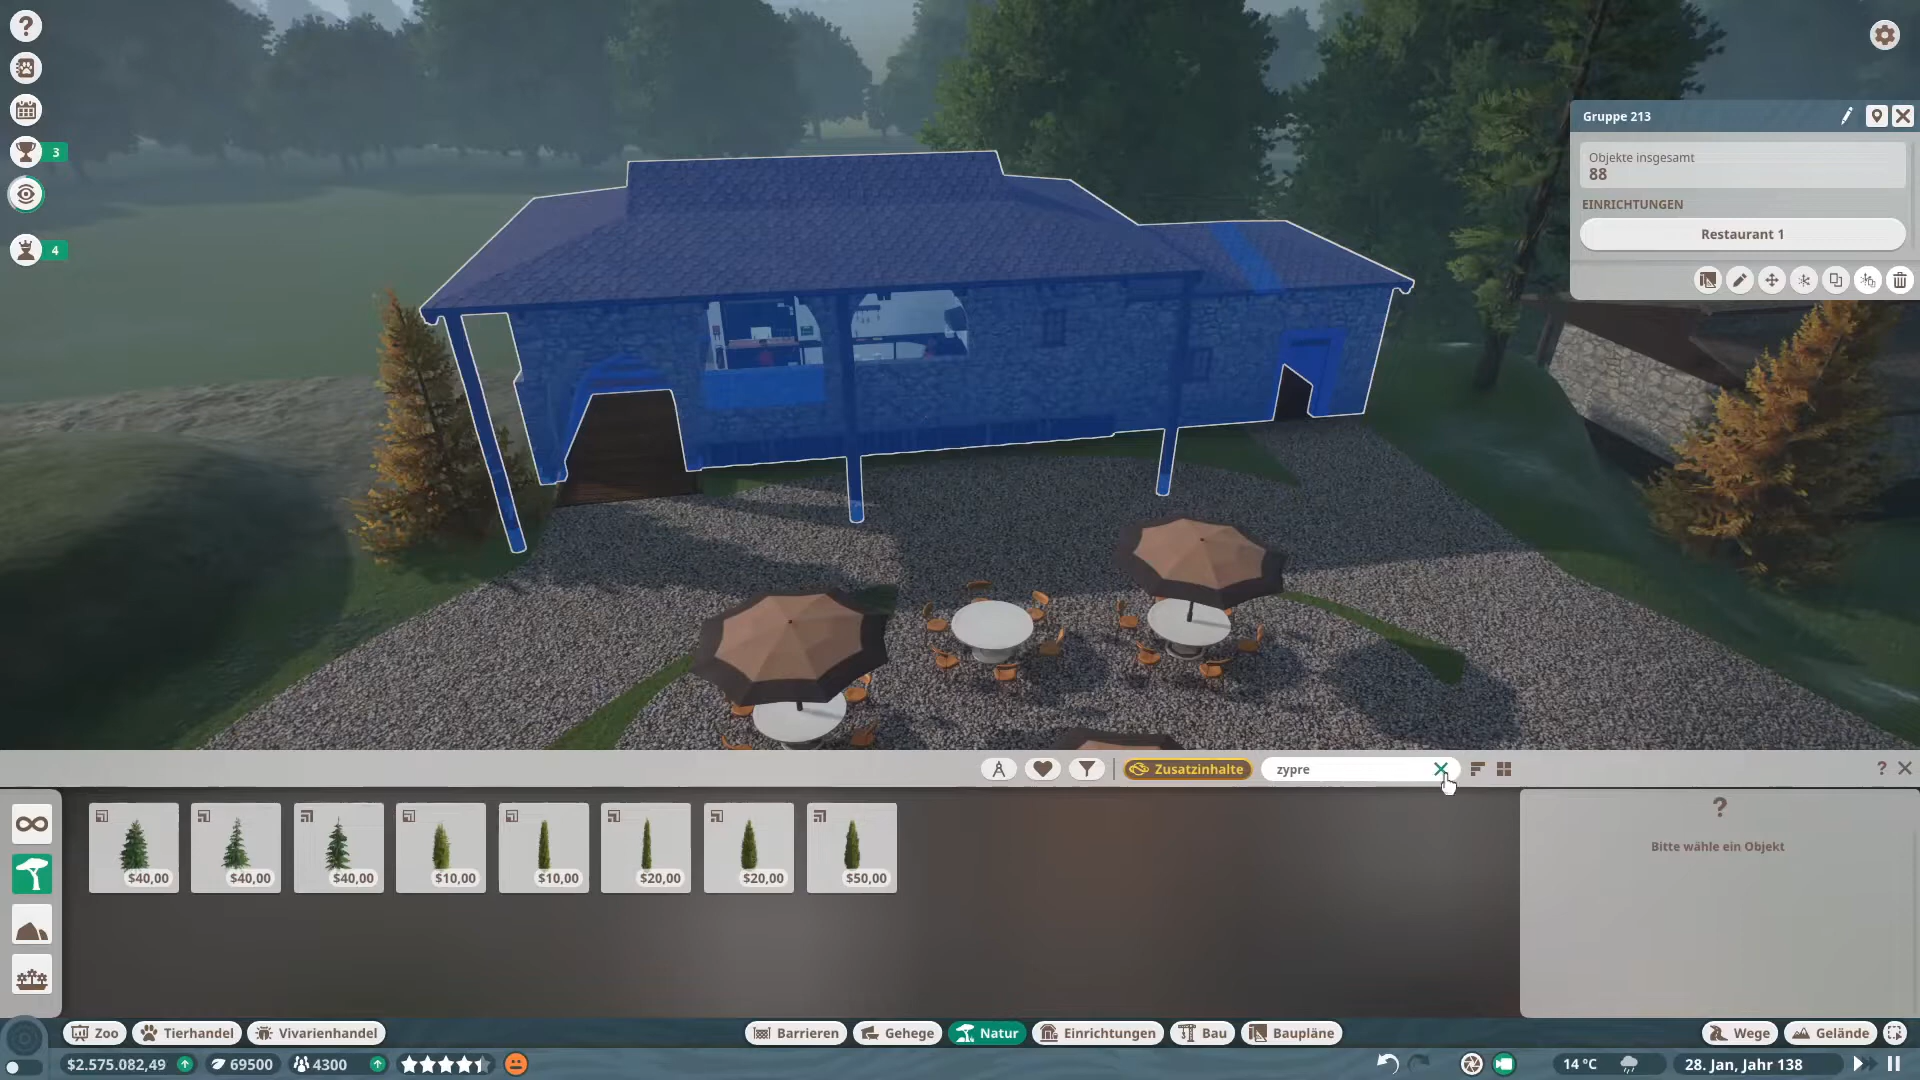 ?
3
4
Gruppe 213
Objekte insgesamt
88
EINRICHTUNGEN
Restaurant 1
Zusatzinhalte
zypre
?
$40,00
$40,00
$40,00
$10,00
$10,00
$20,00
$20,00
$50,00
?
Bitte wähle ein Objekt
Zoo
Tierhandel
Vivarienhandel
Barrieren
Gehege
Natur
Einrichtungen
Bau
Baupläne
Wege
Gelände
$2.575.082,49
69500
4300
14 °C
28. Jan, Jahr 138